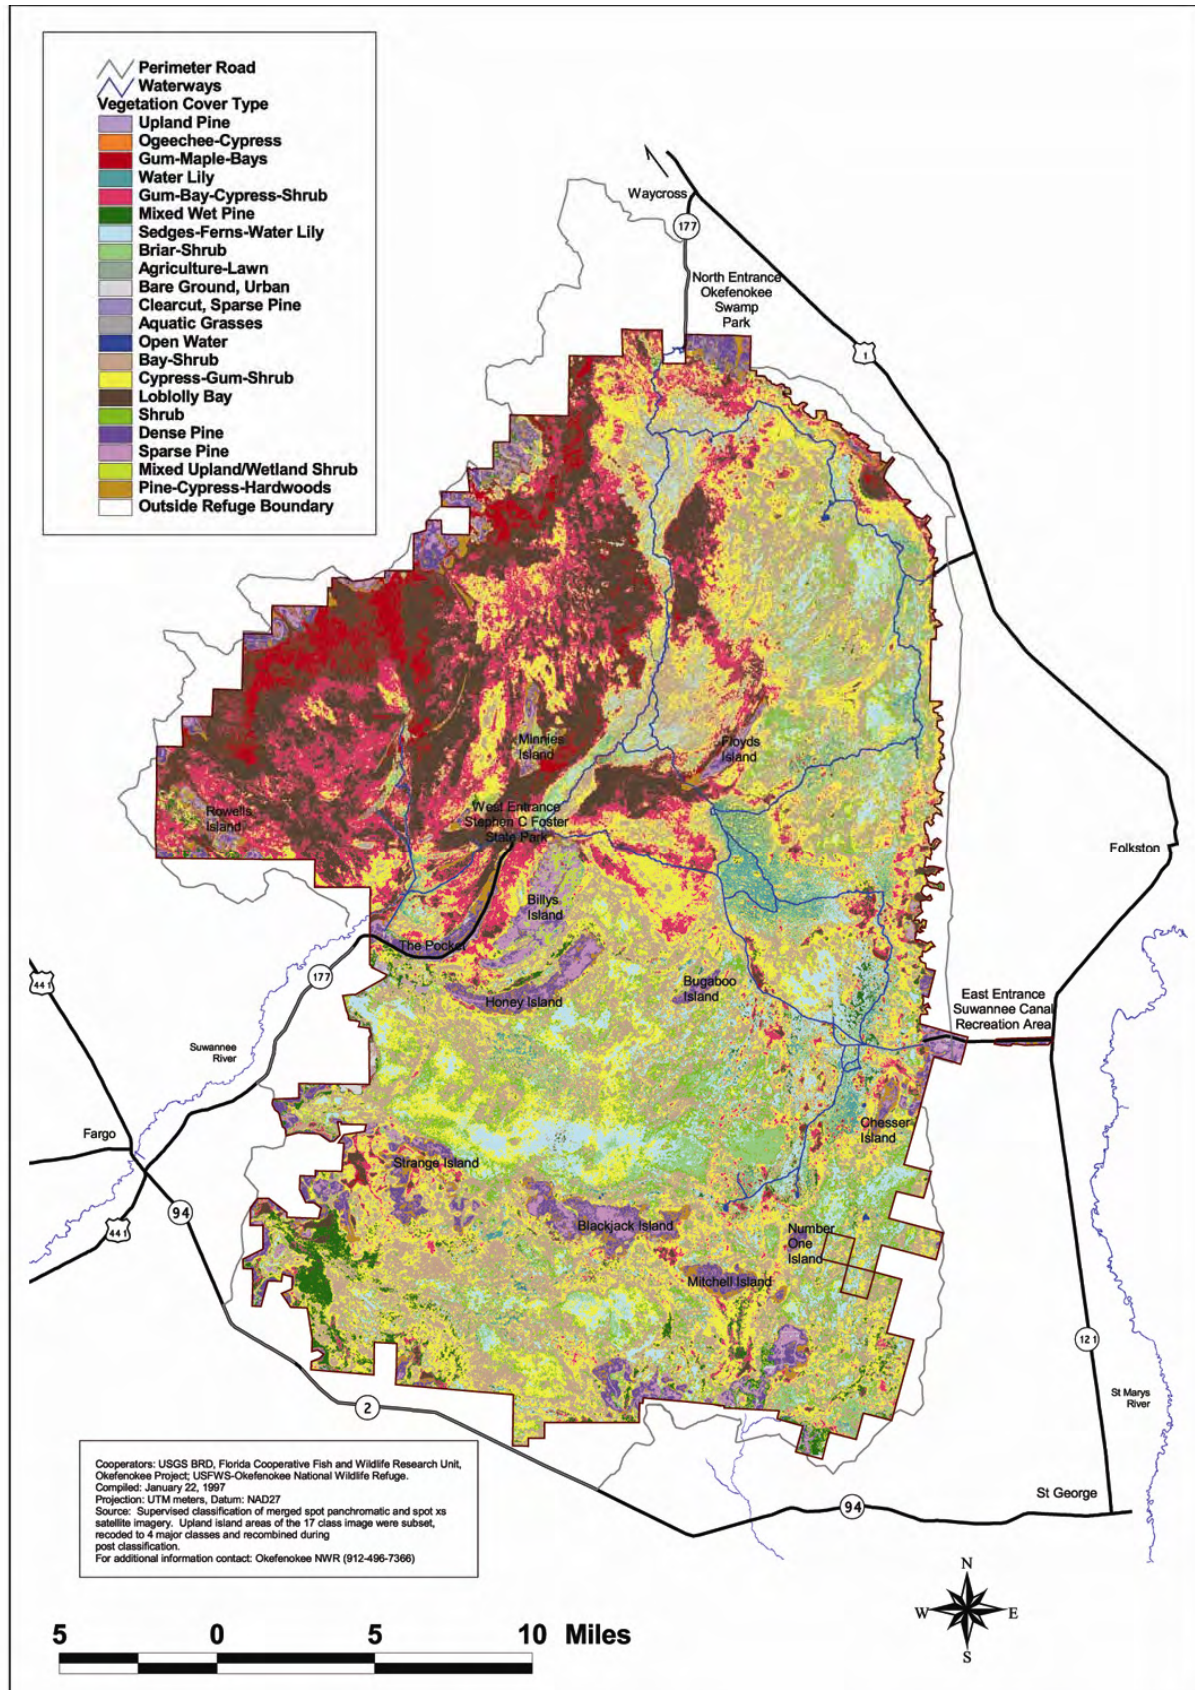 Perimeter Road
Waterways
Vegetation Cover Type
Upland Pine
Ogeechee-Cypress
Gum-Maple-Bays
Water Lily
Gum-Bay-Cypress-Shrub
Mixed Wet Pine
Sedges-Ferns-Water Lily
Briar-Shrub
Agriculture-Lawn
Bare Ground, Urban
Clearcut, Sparse Pine
Aquatic Grasses
Open Water
Bay-Shrub
Cypress-Gum-Shrub
Loblolly Bay
Shrub
Dense Pine
Sparse Pine
Mixed Upland/Wetland Shrub
Pine-Cypress-Hardwoods
Outside Refuge Boundary
Waycross
177
North Entrance
Okefenokee
Swamp
Park
1
Minnies
Island
Floyds
Island
Rowells
Island
West Entrance
Stephen C Foster
State Park
Folkston
Billys
Island
The Pocket
177
441
Honey Island
Bugaboo
Island
East Entrance
Suwannee Canal
Recreation Area
Suwannee
River
Fargo
Chesser
Island
Strange Island
94
441
Blackjack Island
Number
One
Island
Mitchell Island
121
St Marys
River
2
94
St George
Cooperators: USGS BRD, Florida Cooperative Fish and Wildlife Research Unit,
Okefenokee Project; USFWS-Okefenokee National Wildlife Refuge.
Compiled: January 22, 1997
Projection: UTM meters, Datum: NAD27
Source: Supervised classification of merged spot panchromatic and spot xs
satellite imagery. Upland island areas of the 17 class image were subset,
recoded to 4 major classes and recombined during
post classification.
For additional information contact: Okefenokee NWR (912-496-7366)
N
W E
S
5 0 5 10 Miles